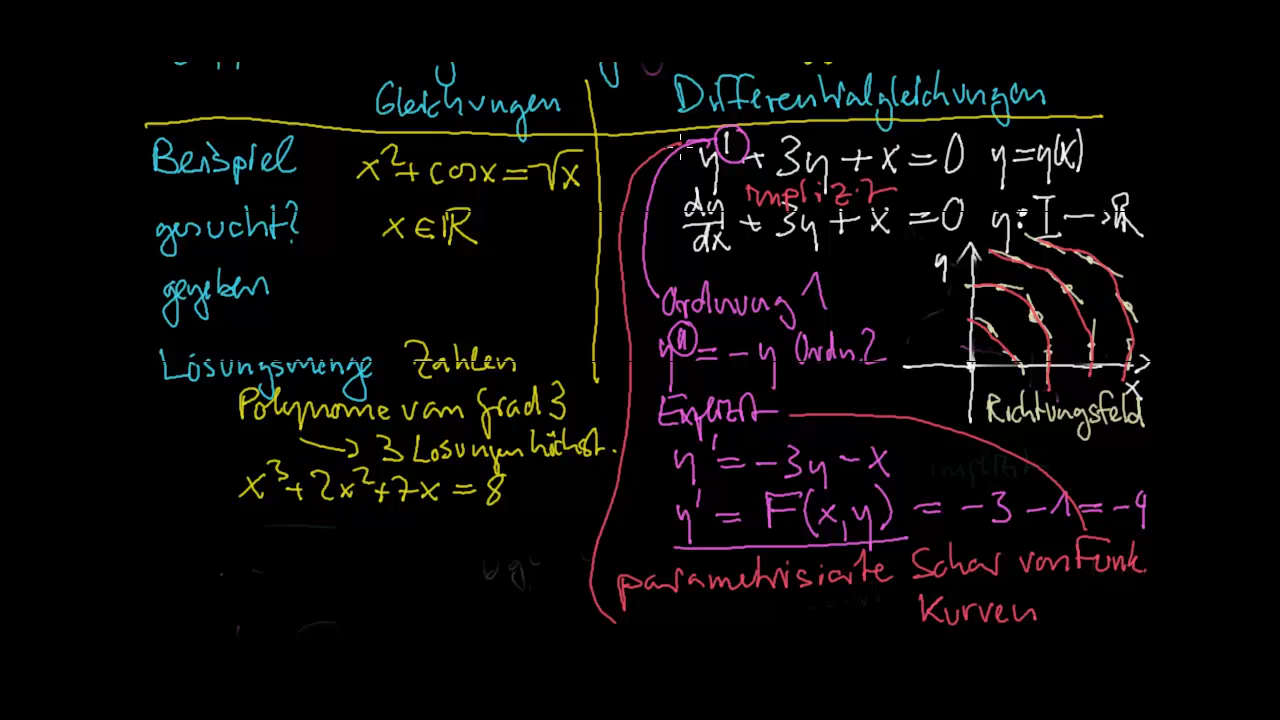 Gleichungen
Differentialgleichungen
Beispiel
x² + cos x = √x
y' + 3y + x = 0 y = y(x)
implizit
gesucht?
x ∈ ℝ
dy/dx + 3y + x = 0 y: I → ℝ
gegeben
y
Ordnung 1
Lösungsmenge Zahlen
y'' = -y Ordn. 2
x
Polynome vom Grad 3
Explizit
Richtungsfeld
→ 3 Lösungen höchst.
y' = -3y - x
x³ + 2x² + 7x = 8
y' = F(x,y) = -3 - 1 = -4
parametrisierte Schar von Funk.
Kurven